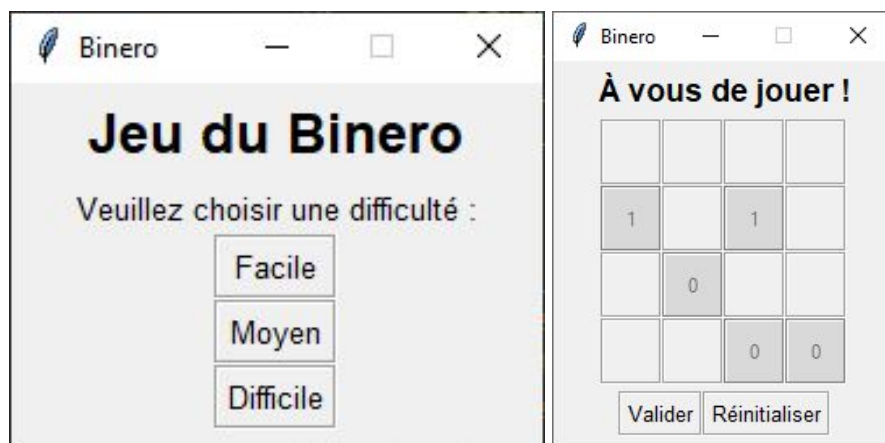 Binero
Jeu du Binero
Veuillez choisir une difficulté :
Facile
Moyen
Difficile
Binero
À vous de jouer !
1 1
0
0 0
Valider Réinitialiser